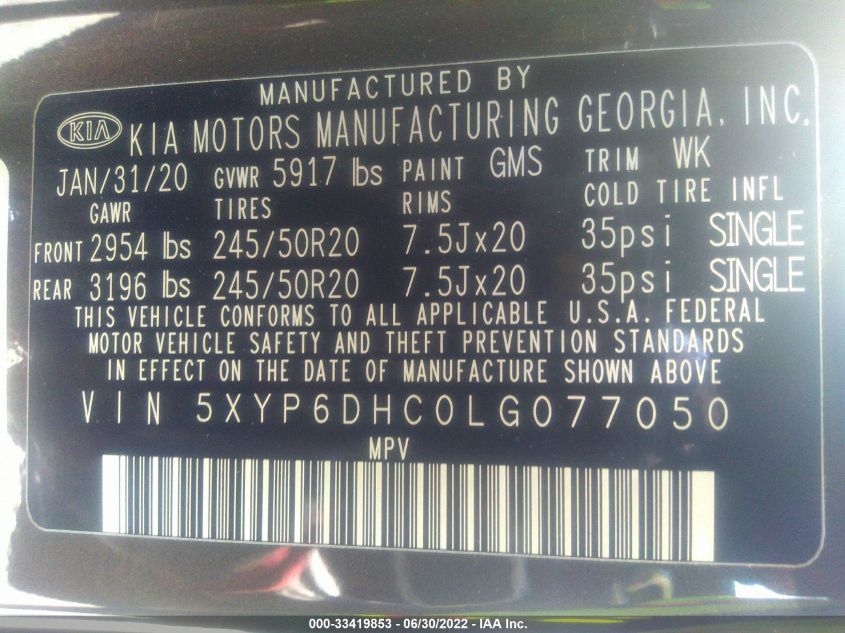 MANUFACTURED BY
KIA KIA MOTORS MANUFACTURING GEORGIA, INC.
JAN/31/20 GVWR 5917 lbs PAINT GMS TRIM WK
GAWR TIRES RIMS COLD TIRE INFL
FRONT 2954 lbs 245/50R20 7.5Jx20 35psi SINGLE
REAR 3196 lbs 245/50R20 7.5Jx20 35psi SINGLE
THIS VEHICLE CONFORMS TO ALL APPLICABLE U.S.A. FEDERAL
MOTOR VEHICLE SAFETY AND THEFT PREVENTION STANDARDS
IN EFFECT ON THE DATE OF MANUFACTURE SHOWN ABOVE
VIN 5XYP6DHC0LG077050
MPV
000-33419853 - 06/30/2022 - IAA Inc.